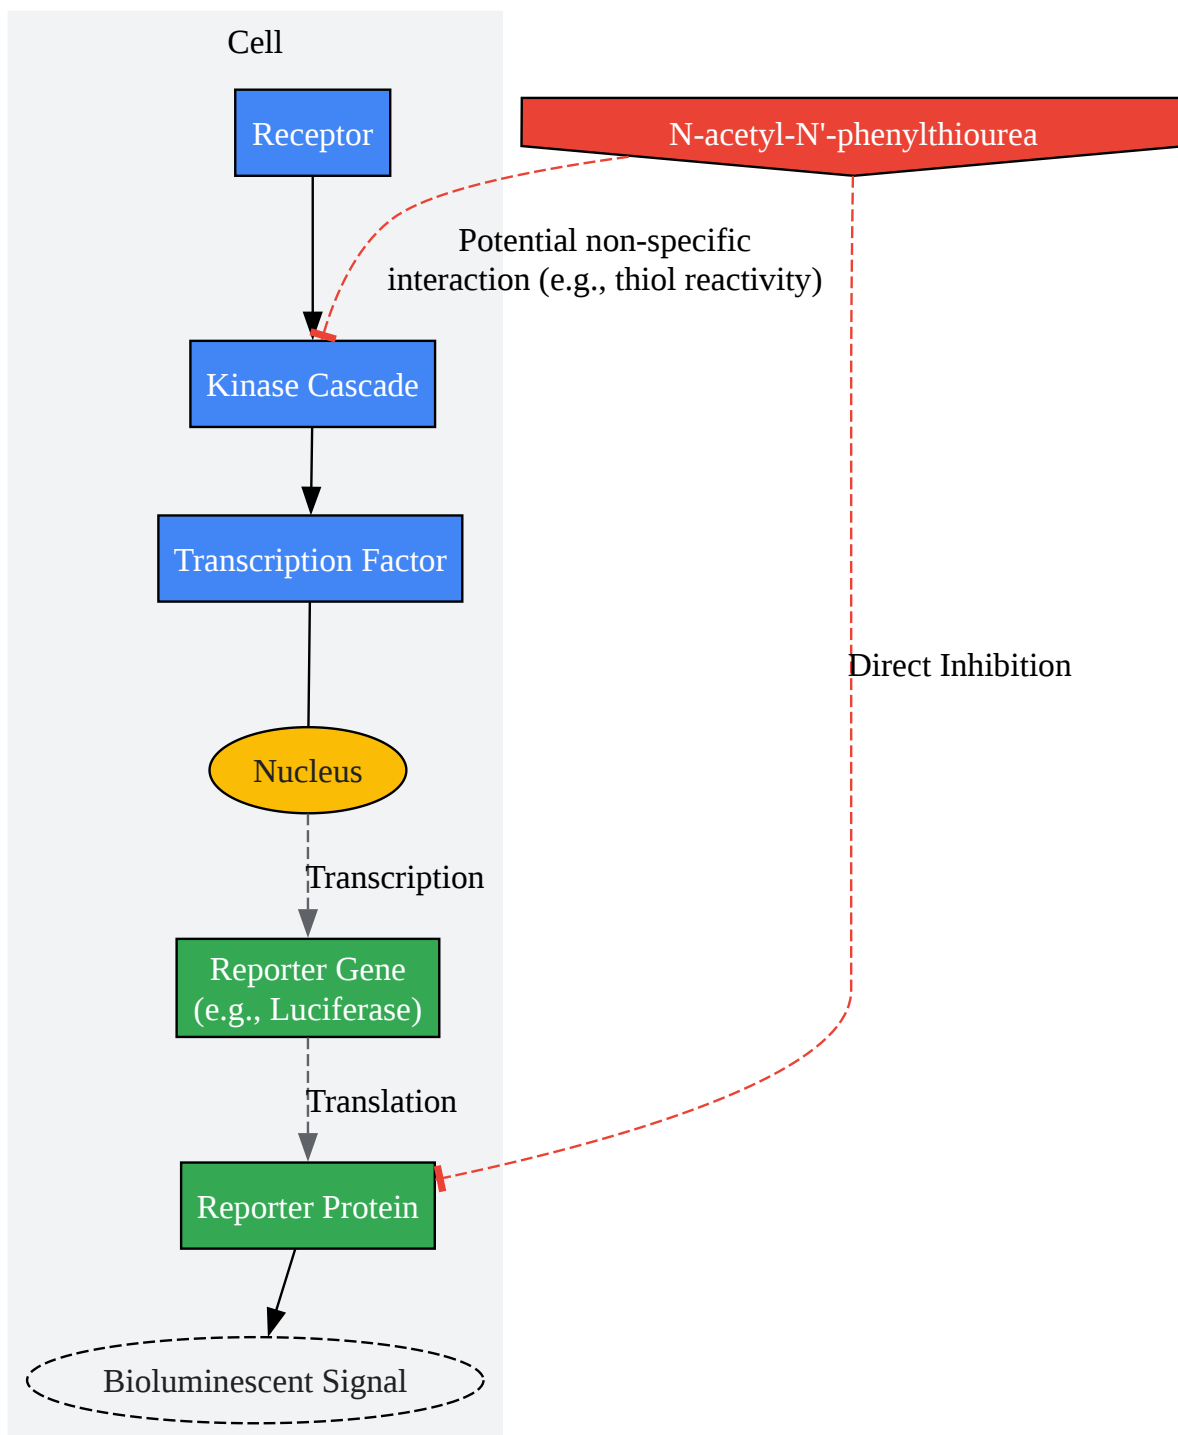 Cell
Receptor
N-acetyl-N'-phenylthiourea
Potential non-specific
interaction (e.g., thiol reactivity)
Kinase Cascade
Transcription Factor
Direct Inhibition
Nucleus
Transcription
Reporter Gene
(e.g., Luciferase)
Translation
Reporter Protein
Bioluminescent Signal